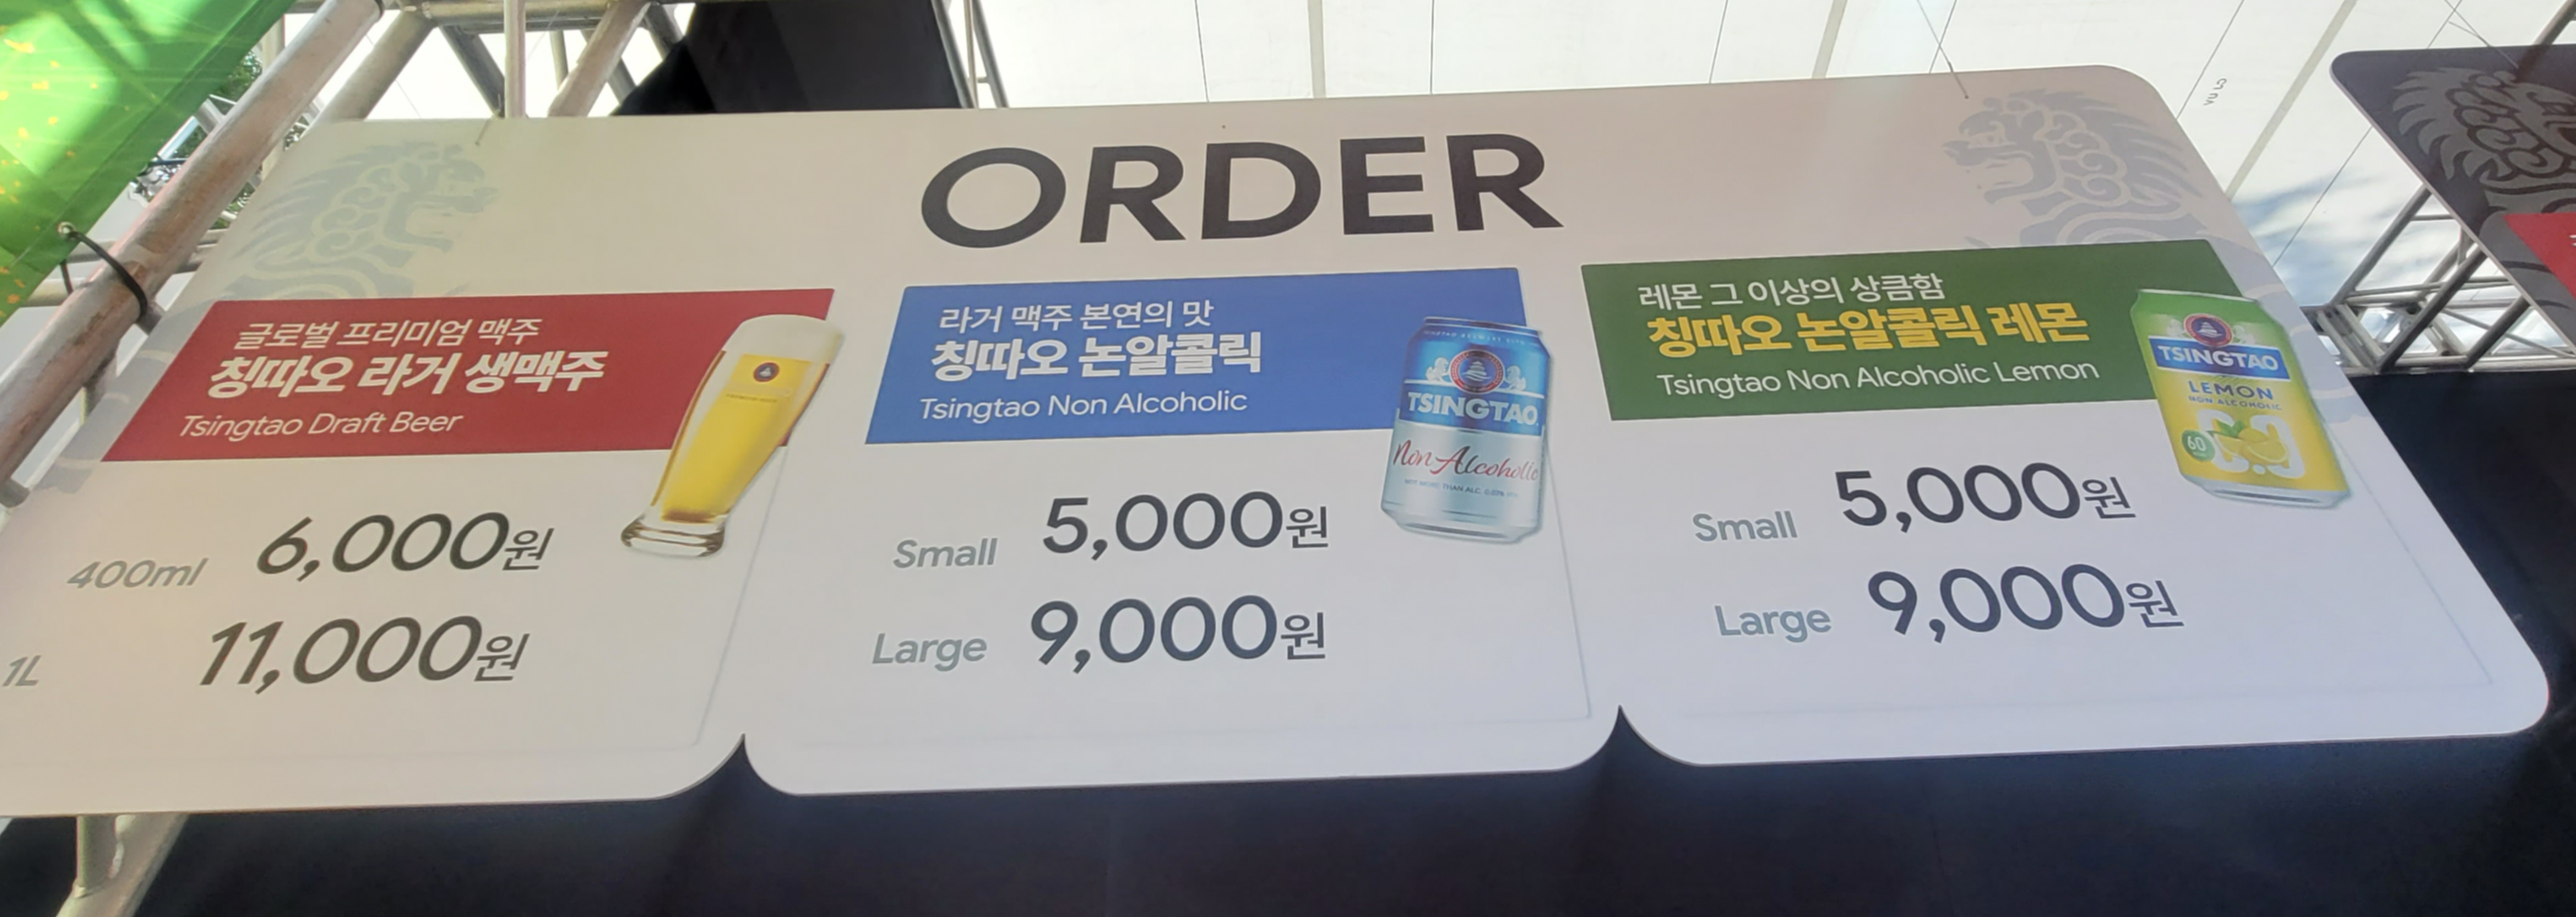 ORDER
글로벌 프리미엄 맥주
칭따오 라거 생맥주
Tsingtao Draft Beer
400ml 6,000원
1L 11,000원
라거 맥주 본연의 맛
칭따오 논알콜릭
Tsingtao Non Alcoholic
TSINGTAO
Non Alcoholic
Small 5,000원
Large 9,000원
레몬 그 이상의 상큼함
칭따오 논알콜릭 레몬
Tsingtao Non Alcoholic Lemon
TSINGTAO
LEMON
NON ALCOHOLIC
60
Small 5,000원
Large 9,000원